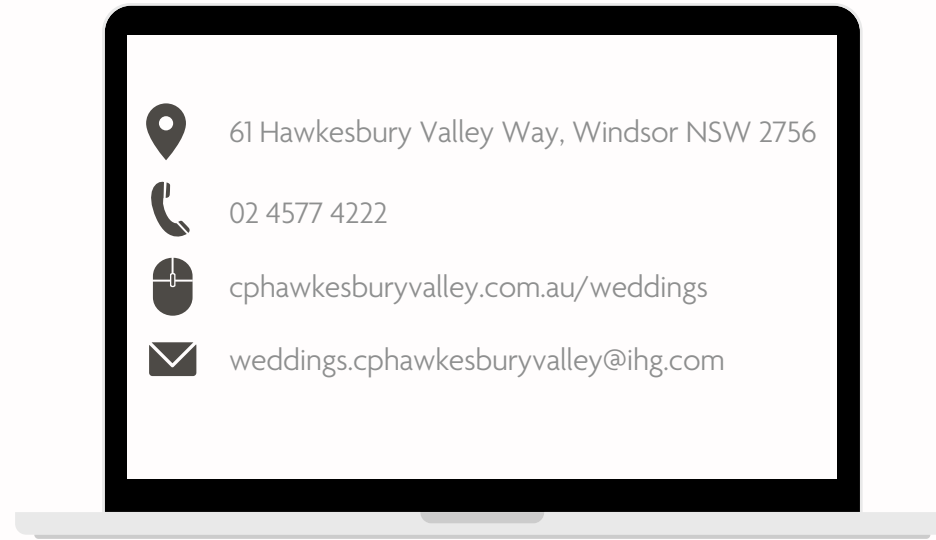 61 Hawkesbury Valley Way, Windsor NSW 2756
02 4577 4222
cphawkesburyvalley.com.au/weddings
weddings.cphawkesburyvalley@ihg.com